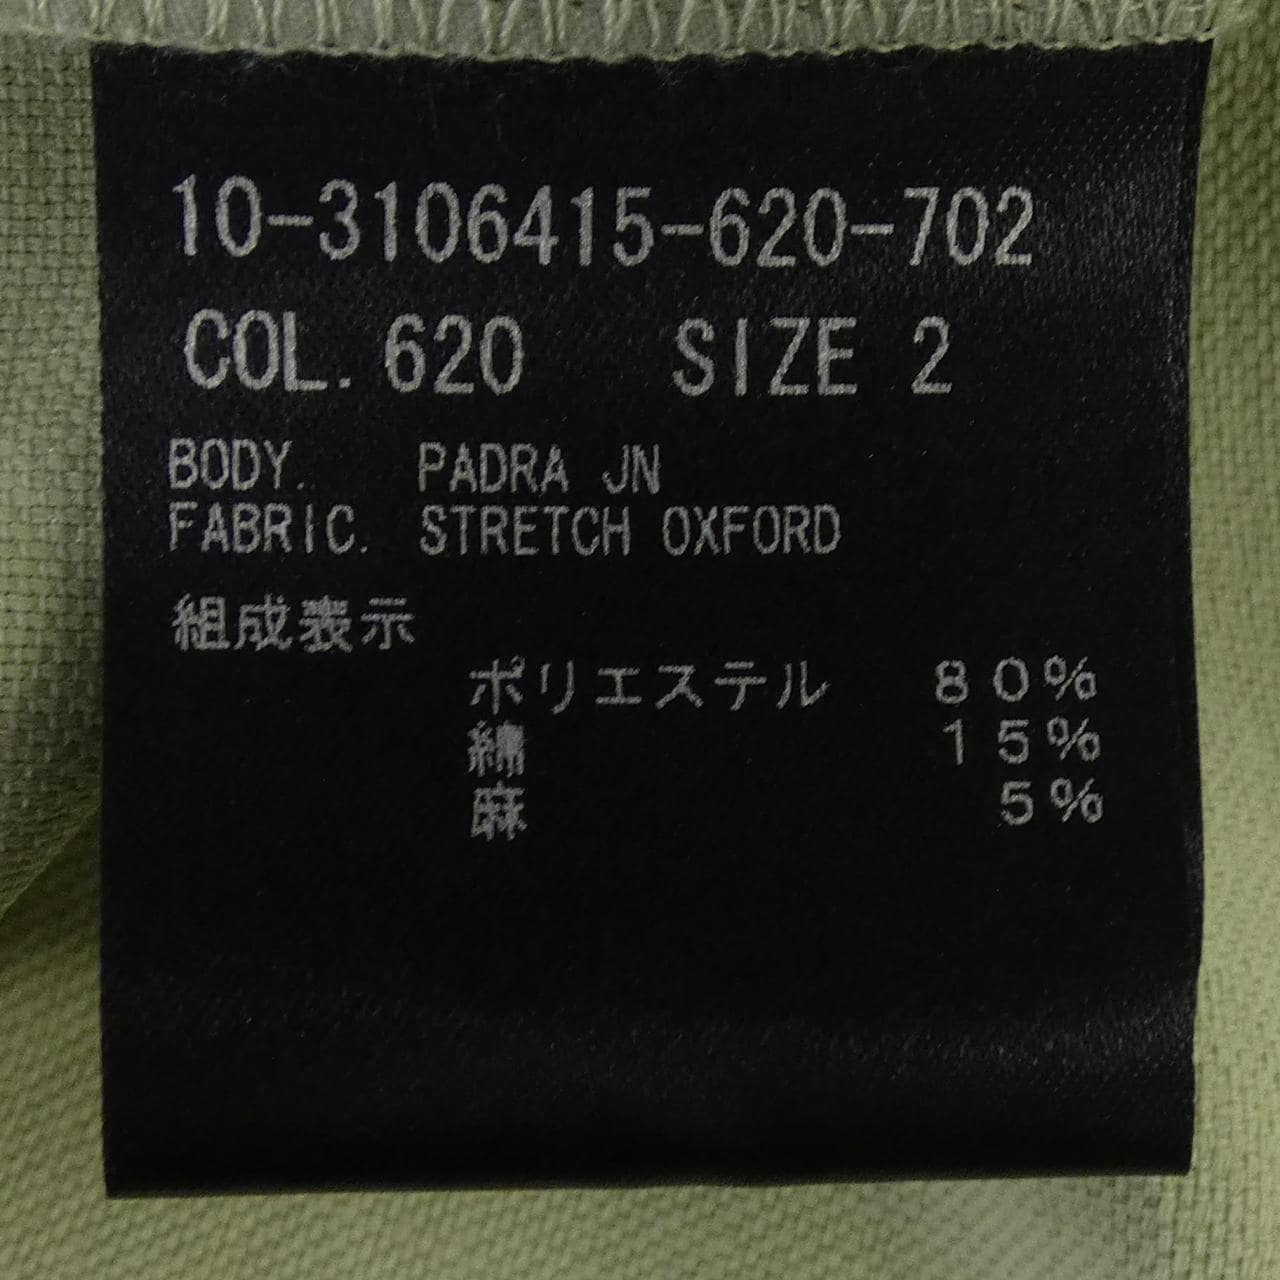 10-3106415-620-702
COL. 620 SIZE 2
BODY. PADRA JN
FABRIC. STRETCH OXFORD
組成表示
ポリエステル 80%
綿 15%
麻 5%